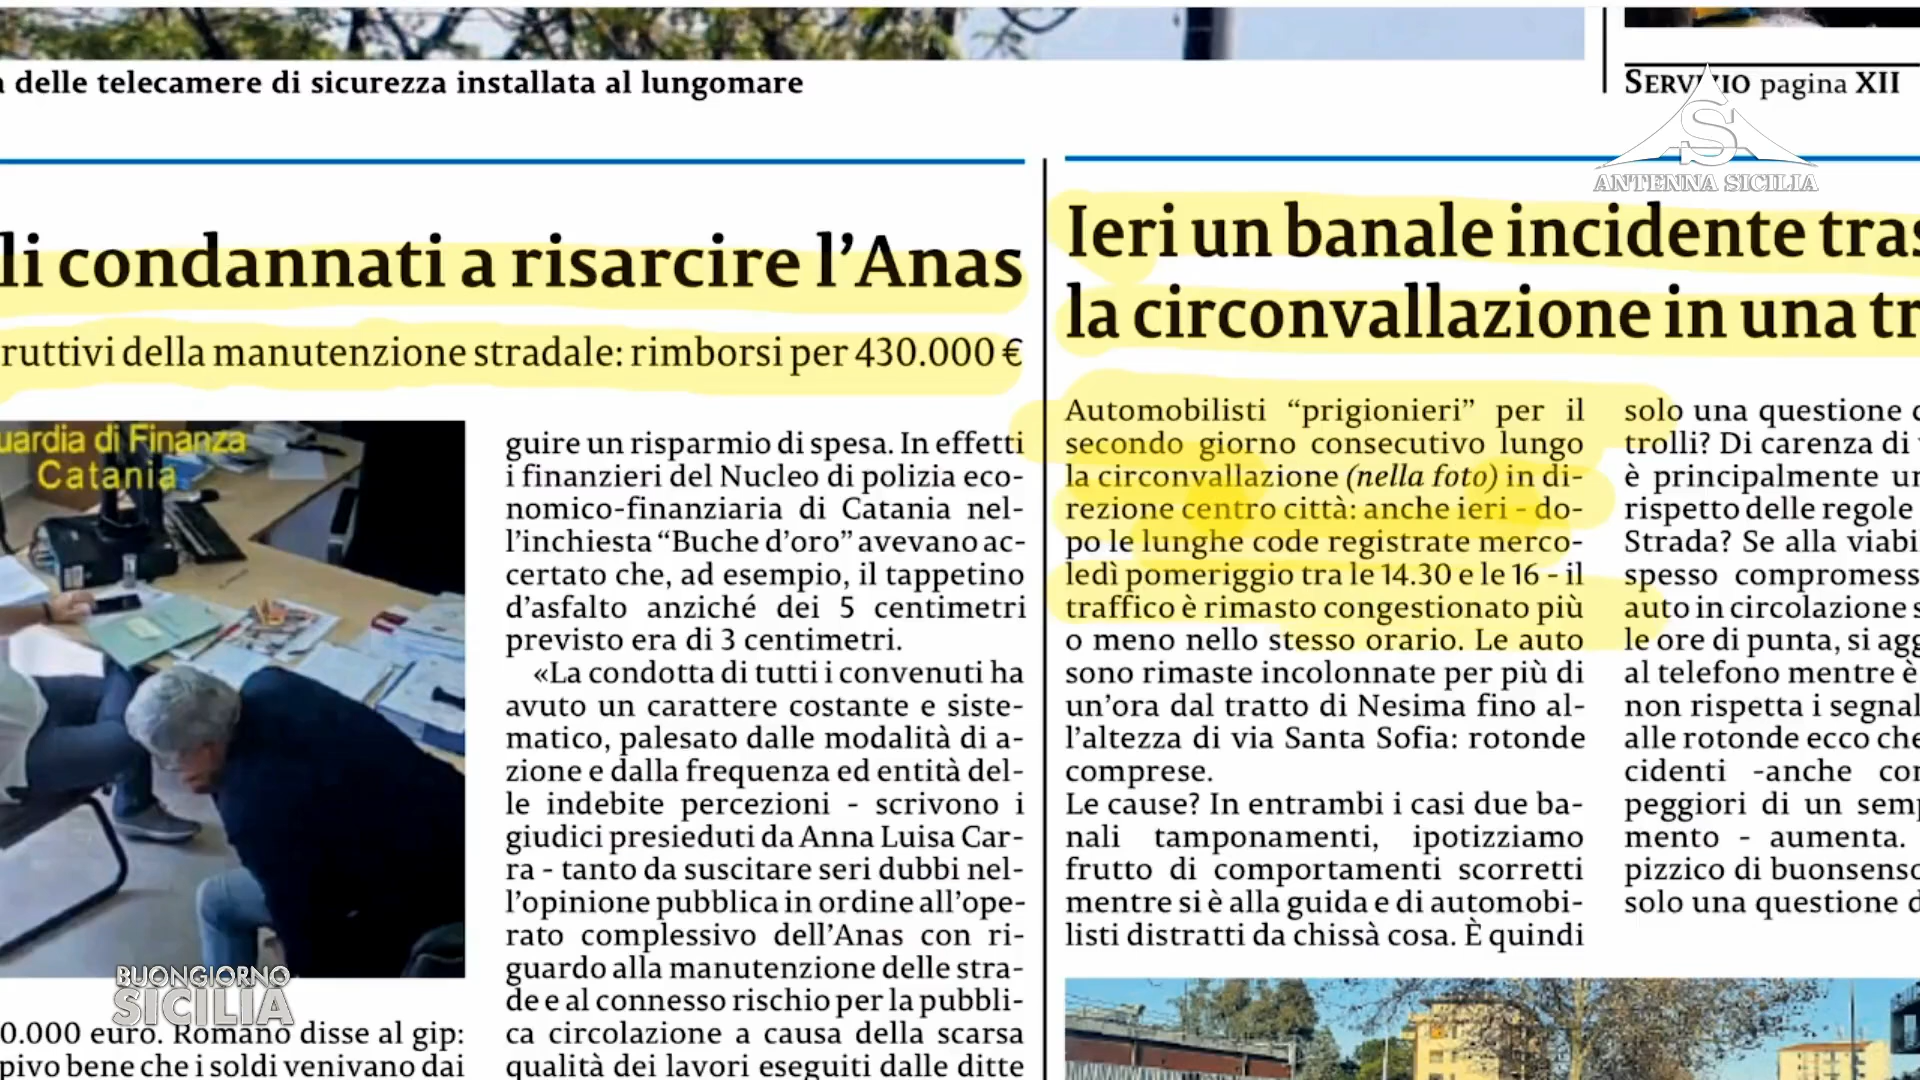 delle telecamere di sicurezza installata al lungomare
SERVIZIO pagina XII
ANTENNA SICILIA
li condannati a risarcire l'Anas
ruttivi della manutenzione stradale: rimborsi per 430.000 €
uardia di Finanza
Catania
guire un risparmio di spesa. In effetti
i finanzieri del Nucleo di polizia eco-
nomico-finanziaria di Catania nel-
l'inchiesta "Buche d'oro" avevano ac-
certato che, ad esempio, il tappetino
d'asfalto anziché dei 5 centimetri
previsto era di 3 centimetri.
«La condotta di tutti i convenuti ha
avuto un carattere costante e siste-
matico, palesato dalle modalità di a-
zione e dalla frequenza ed entità del-
le indebite percezioni - scrivono i
giudici presieduti da Anna Luisa Car-
ra - tanto da suscitare seri dubbi nel-
l'opinione pubblica in ordine all'ope-
rato complessivo dell'Anas con ri-
guardo alla manutenzione delle stra-
de e al connesso rischio per la pubbli-
ca circolazione a causa della scarsa
qualità dei lavori eseguiti dalle ditte
BUONGIORNO
SICILIA
0.000 euro. Romano disse al gip:
pivo bene che i soldi venivano dai
Ieri un banale incidente tras
la circonvallazione in una tr
Automobilisti "prigionieri" per il
secondo giorno consecutivo lungo
la circonvallazione (nella foto) in di-
rezione centro città: anche ieri - do-
po le lunghe code registrate merco-
ledì pomeriggio tra le 14.30 e le 16 - il
traffico è rimasto congestionato più
o meno nello stesso orario. Le auto
sono rimaste incolonnate per più di
un'ora dal tratto di Nesima fino al-
l'altezza di via Santa Sofia: rotonde
comprese.
Le cause? In entrambi i casi due ba-
nali tamponamenti, ipotizziamo
frutto di comportamenti scorretti
mentre si è alla guida e di automobi-
listi distratti da chissà cosa. È quindi
solo una questione
trolli? Di carenza di
è principalmente un
rispetto delle regole
Strada? Se alla viabi
spesso compromess
auto in circolazione s
le ore di punta, si agg
al telefono mentre è
non rispetta i segnal
alle rotonde ecco che
cidenti -anche con
peggiori di un semp
mento - aumenta.
pizzico di buonsenso
solo una questione d